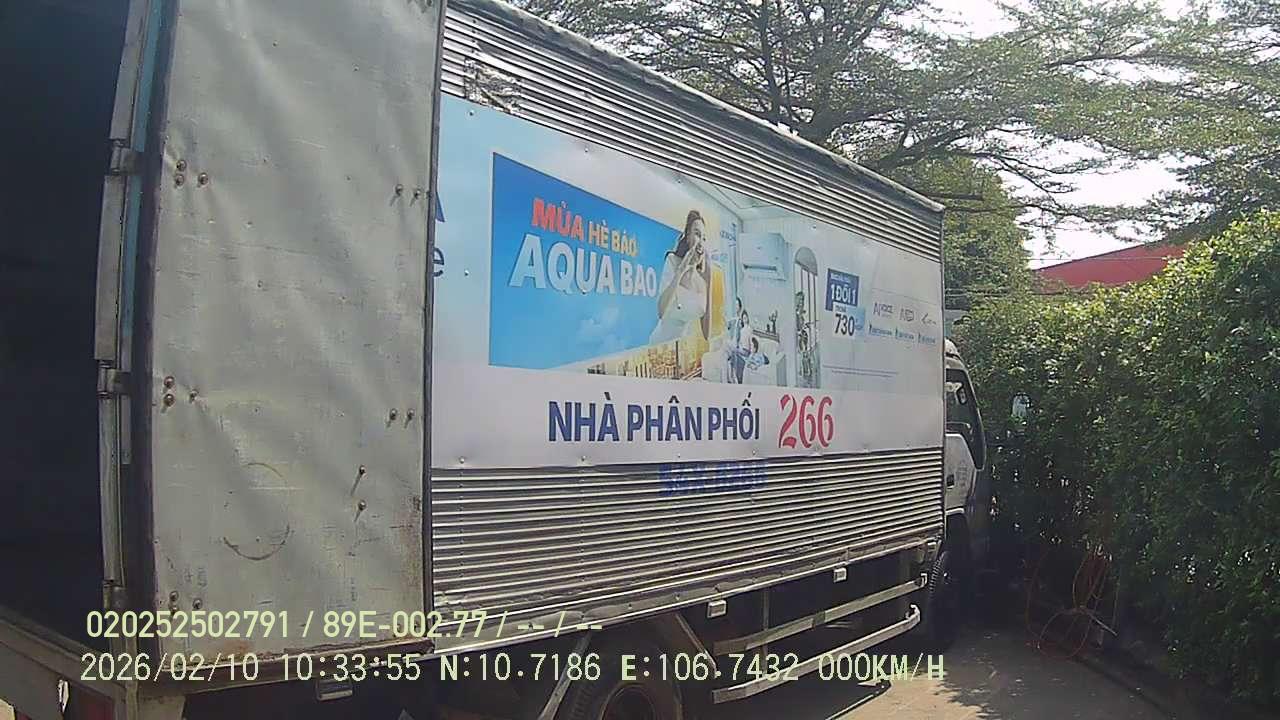 MÙA HÈ BÃO
AQUA BAO
1 ĐỔI 1
730
NHÀ PHÂN PHỐI 266
020252502791 / 89E-002.77 / -- / --
2026/02/10 10:33:55 N:10.7186 E:106.7432 000KM/H